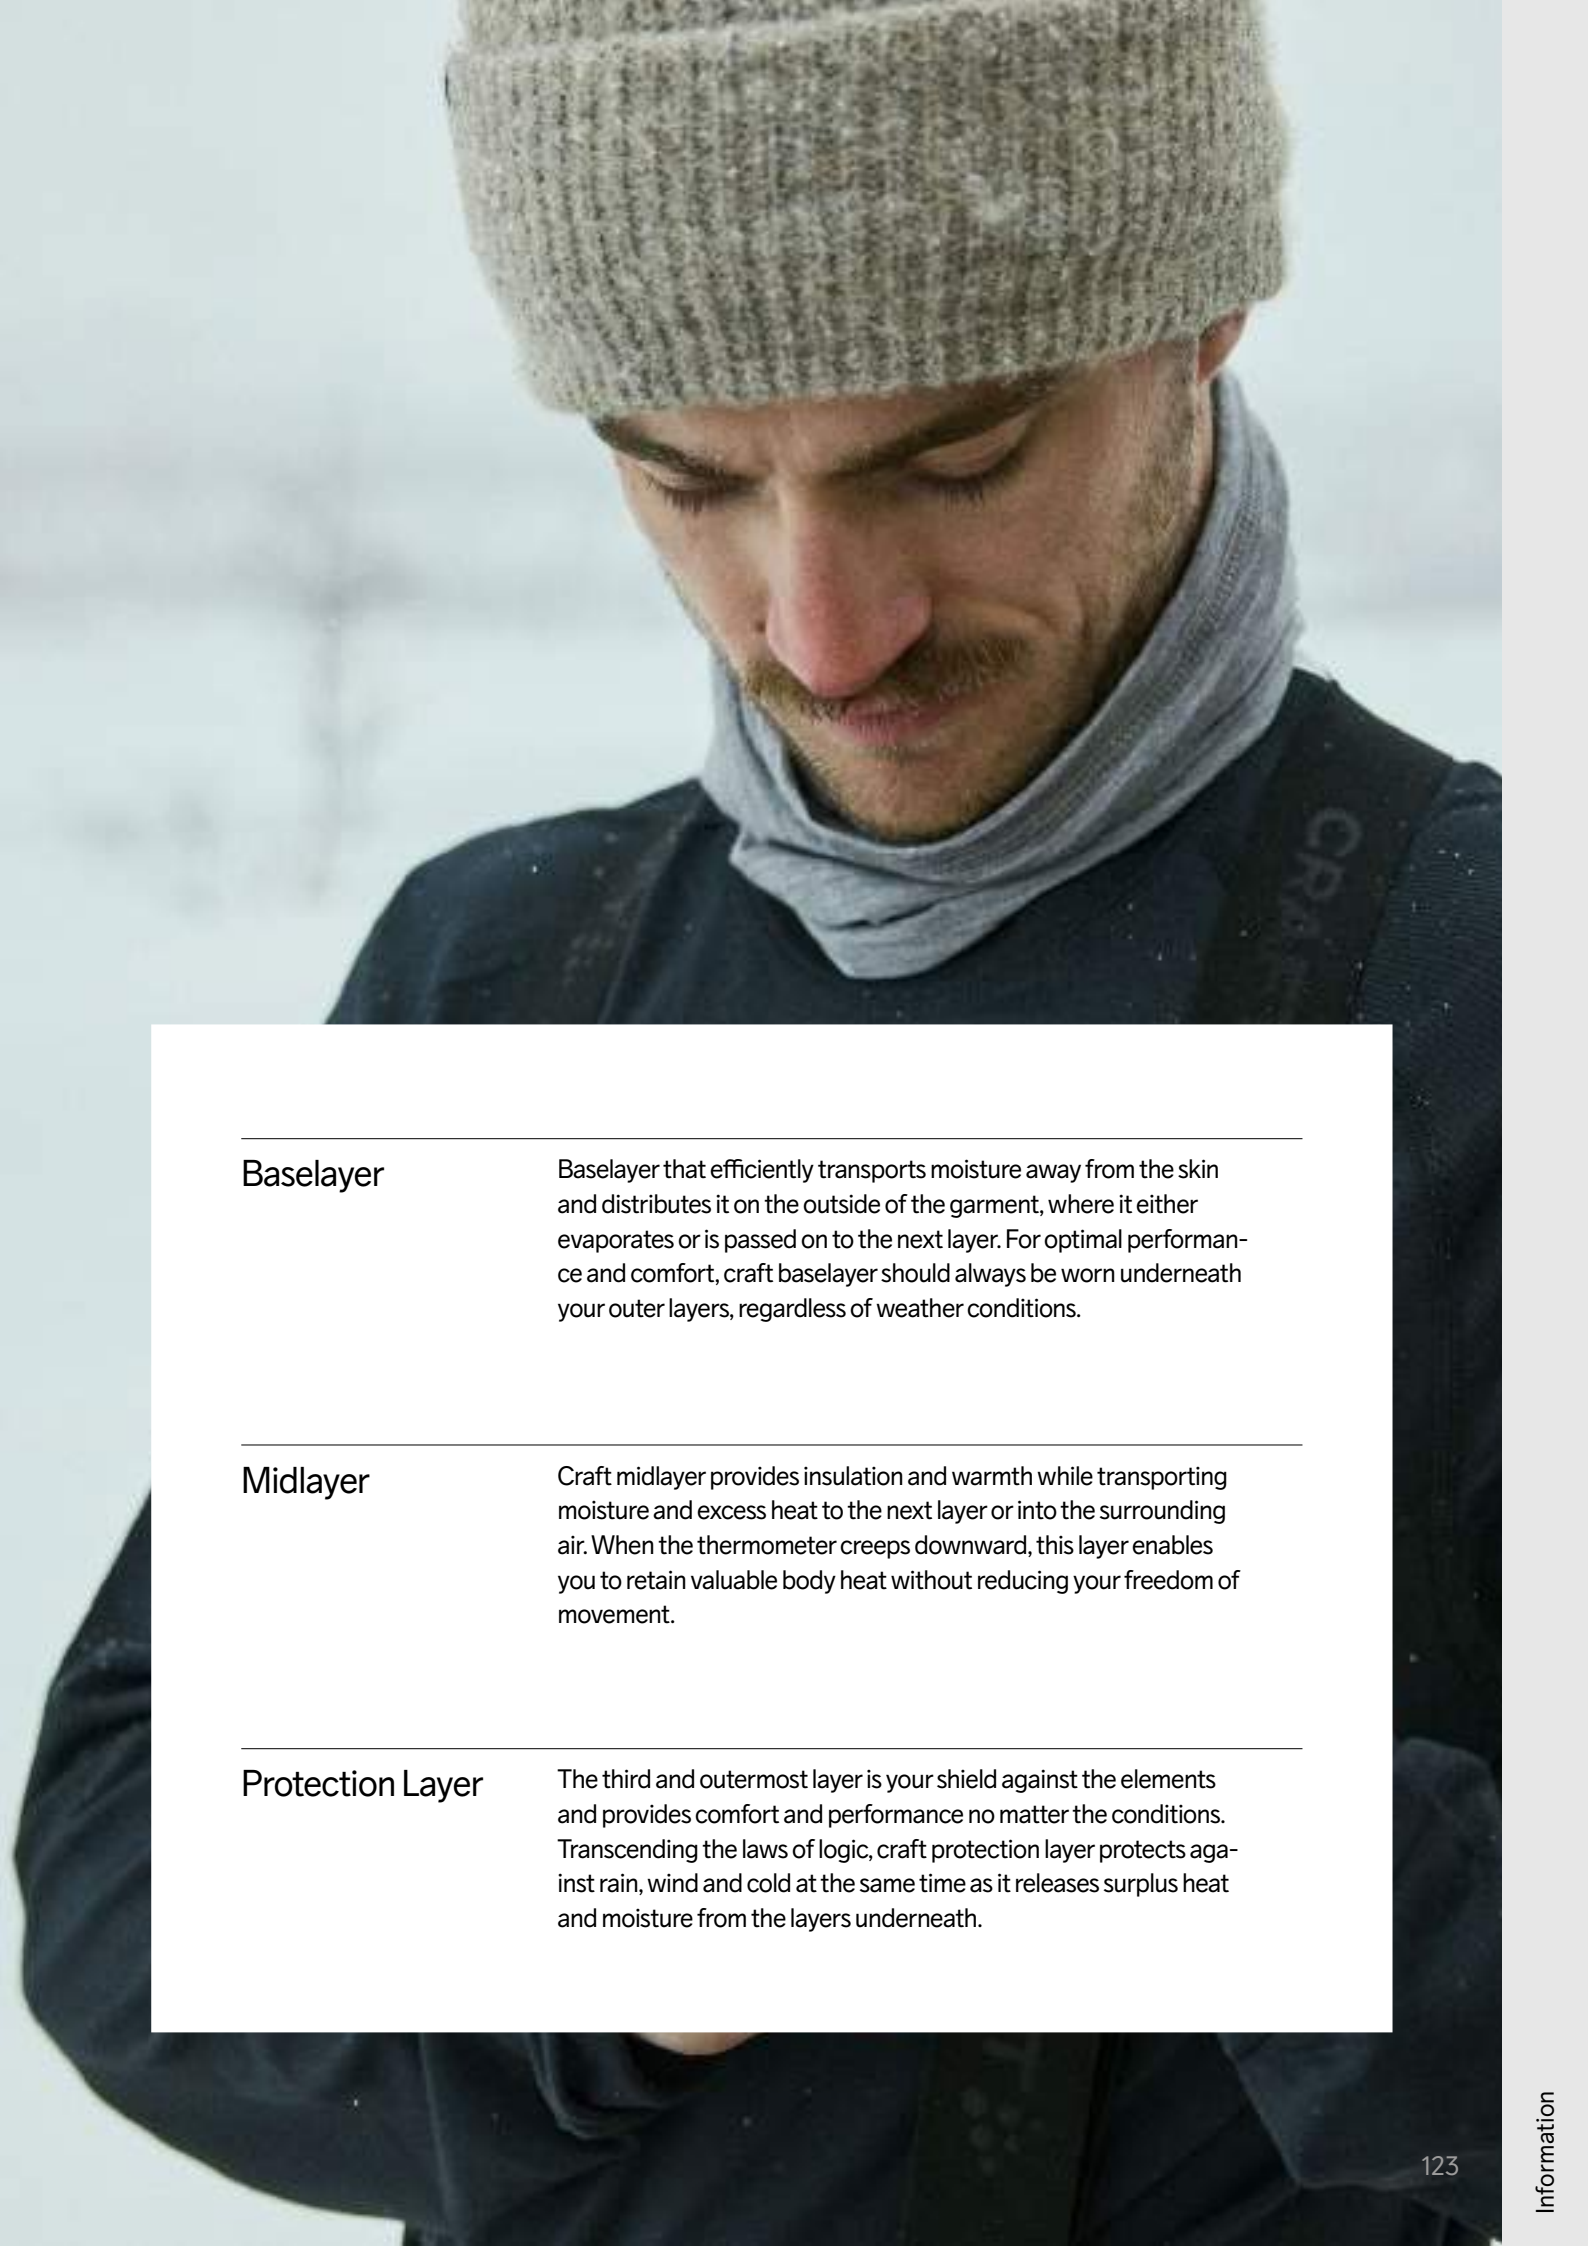 CRAFT
Baselayer
Baselayer that efficiently transports moisture away from the skin
and distributes it on the outside of the garment, where it either
evaporates or is passed on to the next layer. For optimal performan-
ce and comfort, craft baselayer should always be worn underneath
your outer layers, regardless of weather conditions.
Midlayer
Craft midlayer provides insulation and warmth while transporting
moisture and excess heat to the next layer or into the surrounding
air. When the thermometer creeps downward, this layer enables
you to retain valuable body heat without reducing your freedom of
movement.
Protection Layer
The third and outermost layer is your shield against the elements
and provides comfort and performance no matter the conditions.
Transcending the laws of logic, craft protection layer protects aga-
inst rain, wind and cold at the same time as it releases surplus heat
and moisture from the layers underneath.
T
123
Information